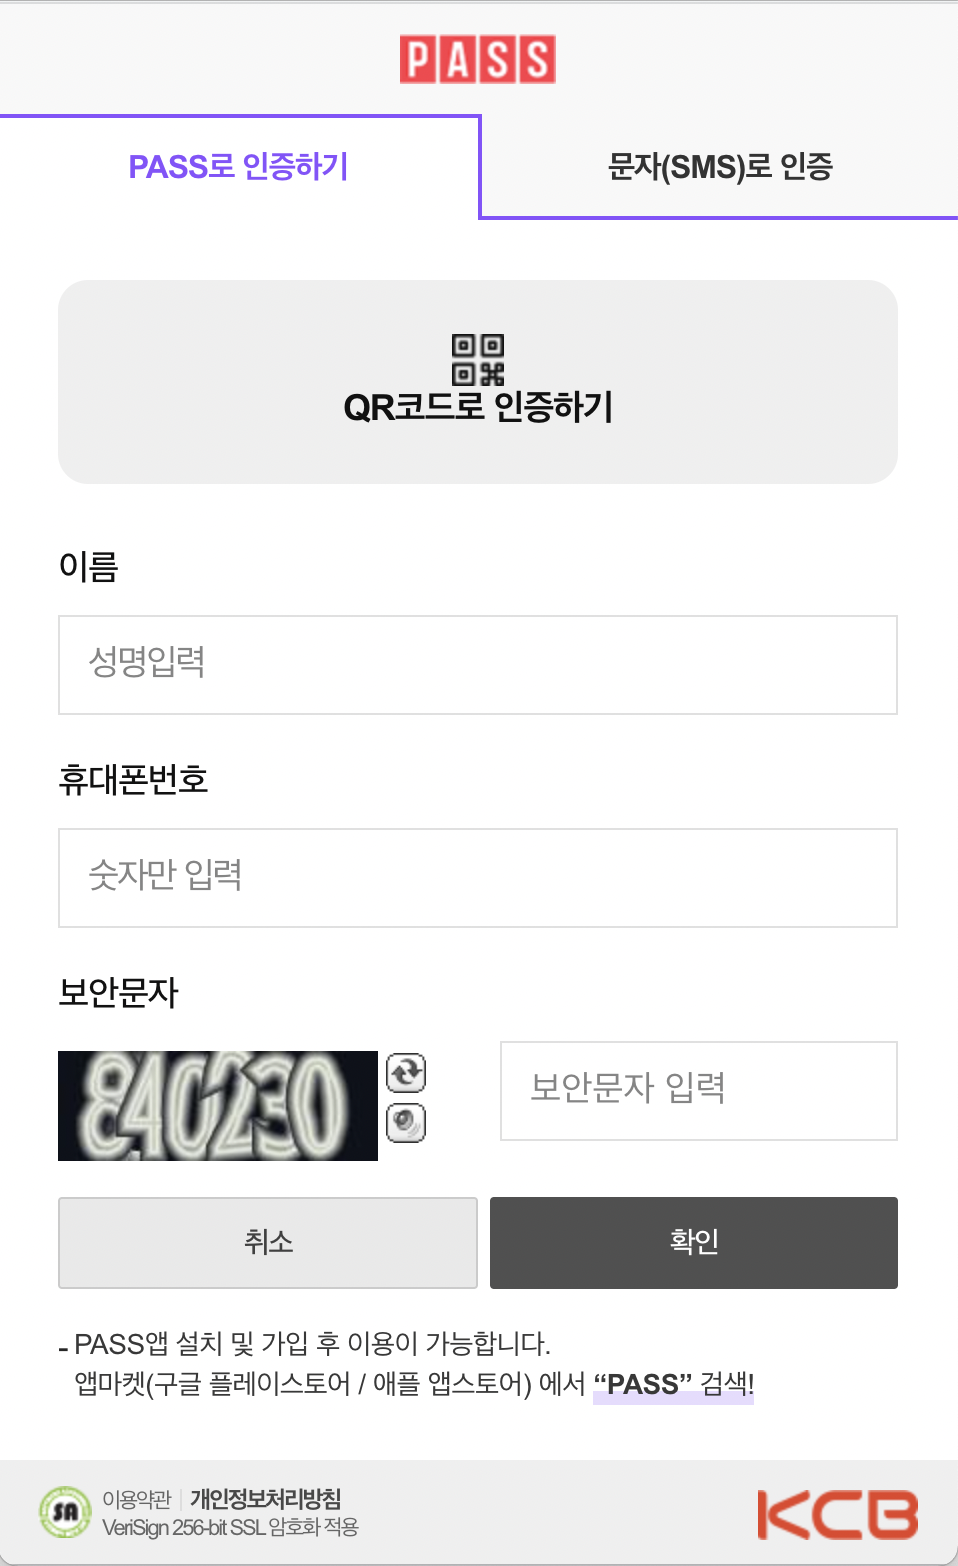 PASS
PASS로 인증하기
문자(SMS)로 인증
QR코드로 인증하기
이름
성명입력
휴대폰번호
숫자만 입력
보안문자
840230
보안문자 입력
취소
확인
- PASS앱 설치 및 가입 후 이용이 가능합니다.
앱마켓(구글 플레이스토어 / 애플 앱스토어) 에서 “PASS” 검색!
SA
이용약관 | 개인정보처리방침
VeriSign 256-bit SSL 암호화 적용
KCB